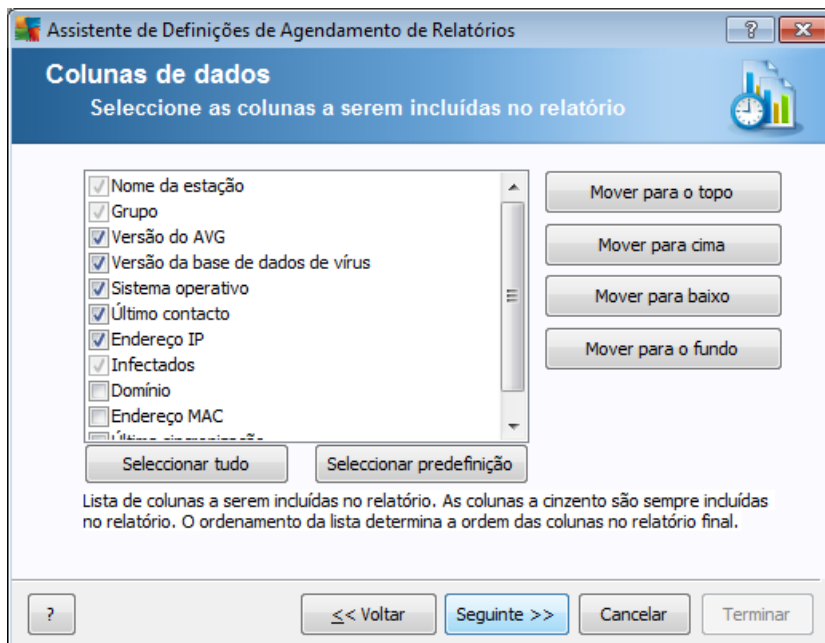 Assistente de Definições de Agendamento de Relatórios
?
Colunas de dados
Seleccione as colunas a serem incluídas no relatório
Nome da estação
Grupo
Versão do AVG
Versão da base de dados de vírus
Sistema operativo
Último contacto
Endereço IP
Infectados
Domínio
Endereço MAC
Mover para o topo
Mover para cima
Mover para baixo
Mover para o fundo
Seleccionar tudo
Seleccionar predefinição
Lista de colunas a serem incluídas no relatório. As colunas a cinzento são sempre incluídas
no relatório. O ordenamento da lista determina a ordem das colunas no relatório final.
?
<< Voltar
Seguinte >>
Cancelar
Terminar